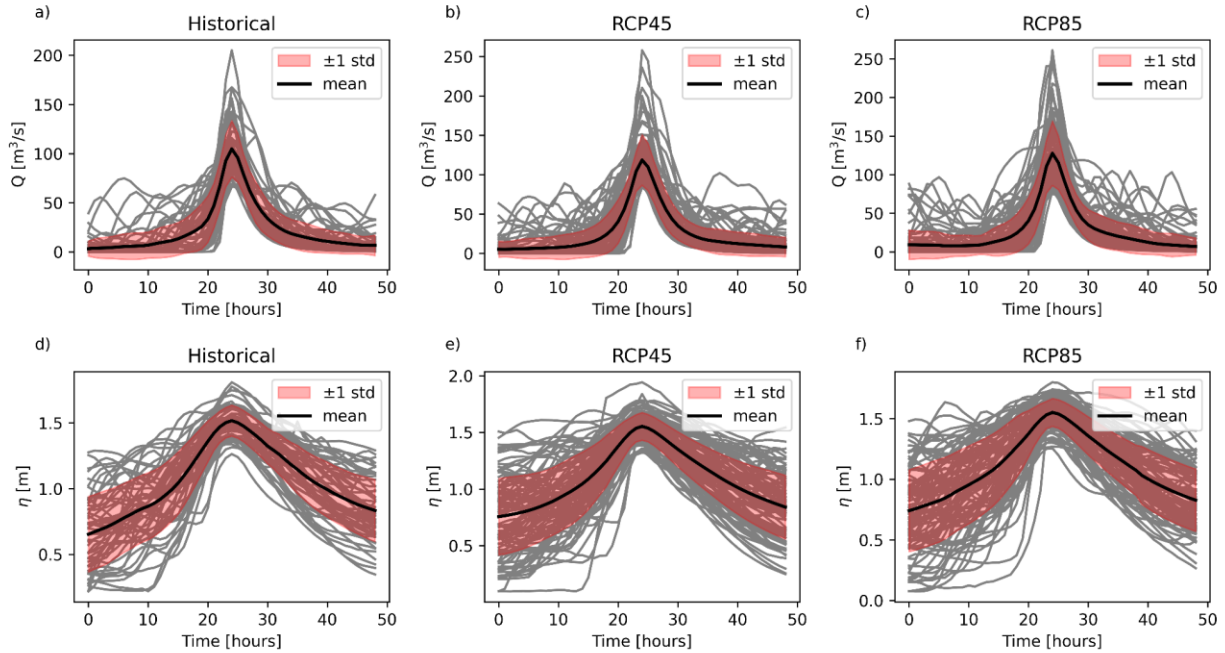 a)
Historical
Q [m³/s]
200
150
100
50
0
±1 std
mean
0 10 20 30 40 50
Time [hours]
b)
RCP45
Q [m³/s]
250
200
150
100
50
0
±1 std
mean
0 10 20 30 40 50
Time [hours]
c)
RCP85
Q [m³/s]
250
200
150
100
50
0
±1 std
mean
0 10 20 30 40 50
Time [hours]
d)
Historical
η [m]
1.5
1.0
0.5
±1 std
mean
0 10 20 30 40 50
Time [hours]
e)
RCP45
η [m]
2.0
1.5
1.0
0.5
±1 std
mean
0 10 20 30 40 50
Time [hours]
f)
RCP85
η [m]
1.5
1.0
0.5
0.0
±1 std
mean
0 10 20 30 40 50
Time [hours]